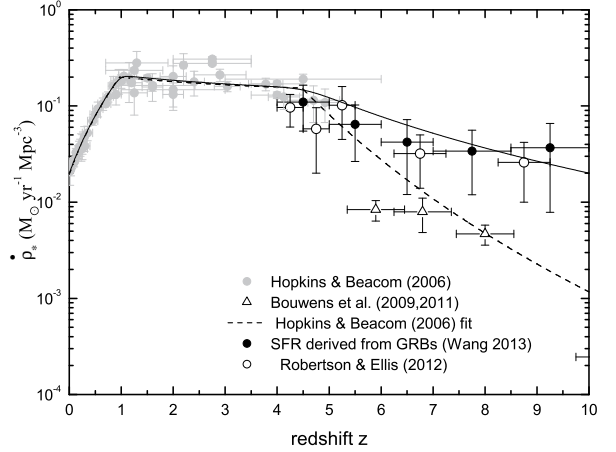 10⁰
10⁻¹
10⁻²
10⁻³
10⁻⁴
ρ̇* (M⊙ yr⁻¹ Mpc⁻³)
Hopkins & Beacom (2006)
Bouwens et al. (2009,2011)
Hopkins & Beacom (2006) fit
SFR derived from GRBs (Wang 2013)
Robertson & Ellis (2012)
0 1 2 3 4 5 6 7 8 9 10
redshift z